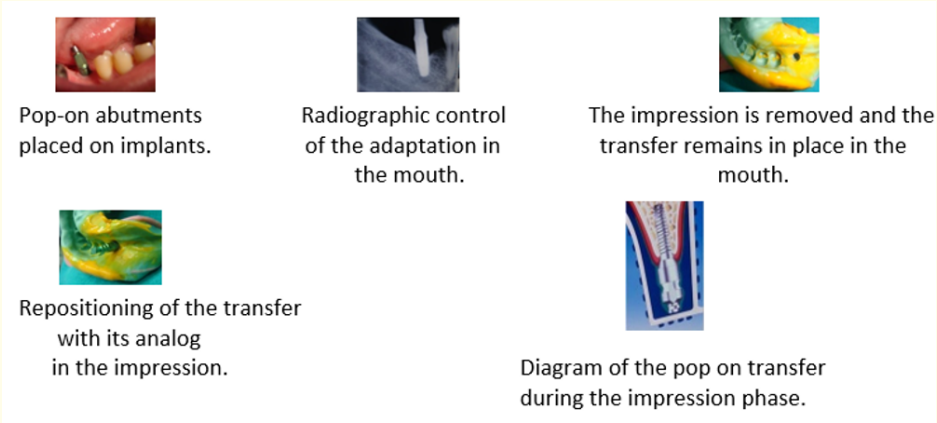 Pop-on abutments
placed on implants.
Radiographic control
of the adaptation in
the mouth.
The impression is removed and the
transfer remains in place in the
mouth.
Repositioning of the transfer
with its analog
in the impression.
Diagram of the pop on transfer
during the impression phase.